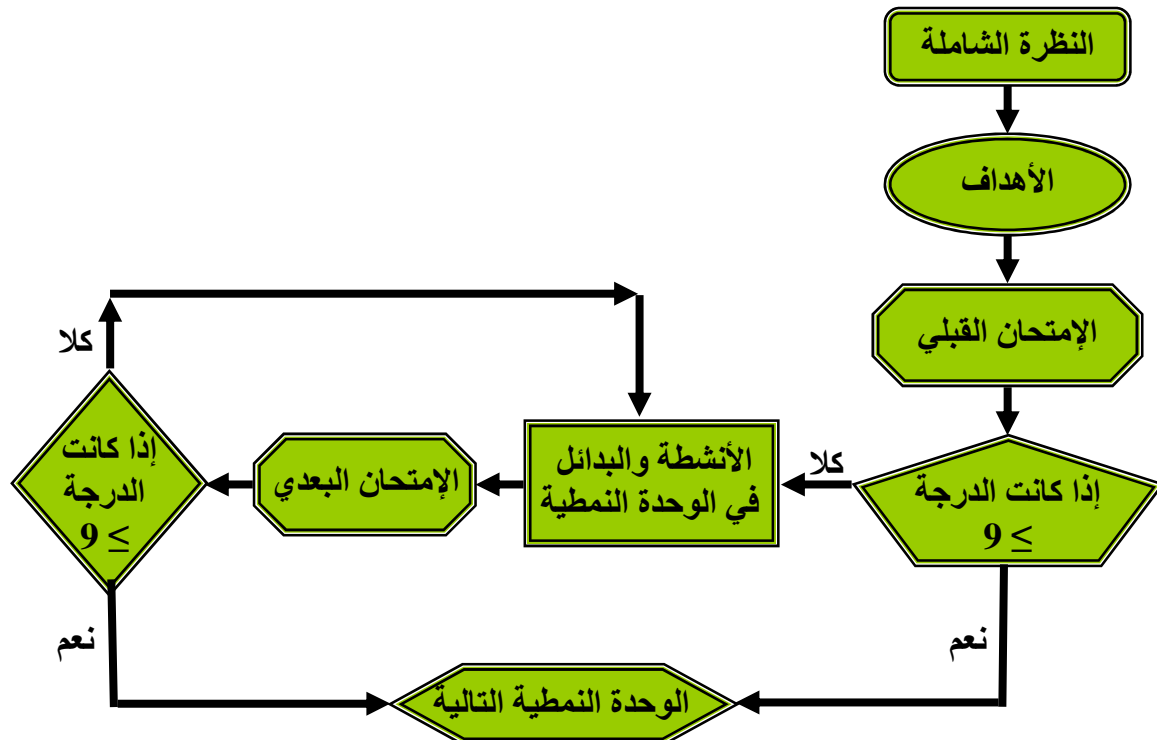 النظرة الشاملة
الأهداف
الإمتحان القبلي
إذا كانت الدرجة
9 ≤
كلا
نعم
الأنشطة والبدائل
في الوحدة النمطية
الإمتحان البعدي
إذا كانت
الدرجة
9 ≤
كلا
نعم
الوحدة النمطية التالية